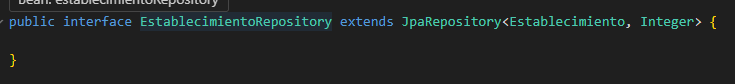 bean: establecimientoRepository
public interface EstablecimientoRepository extends JpaRepository<Establecimiento, Integer> {
}